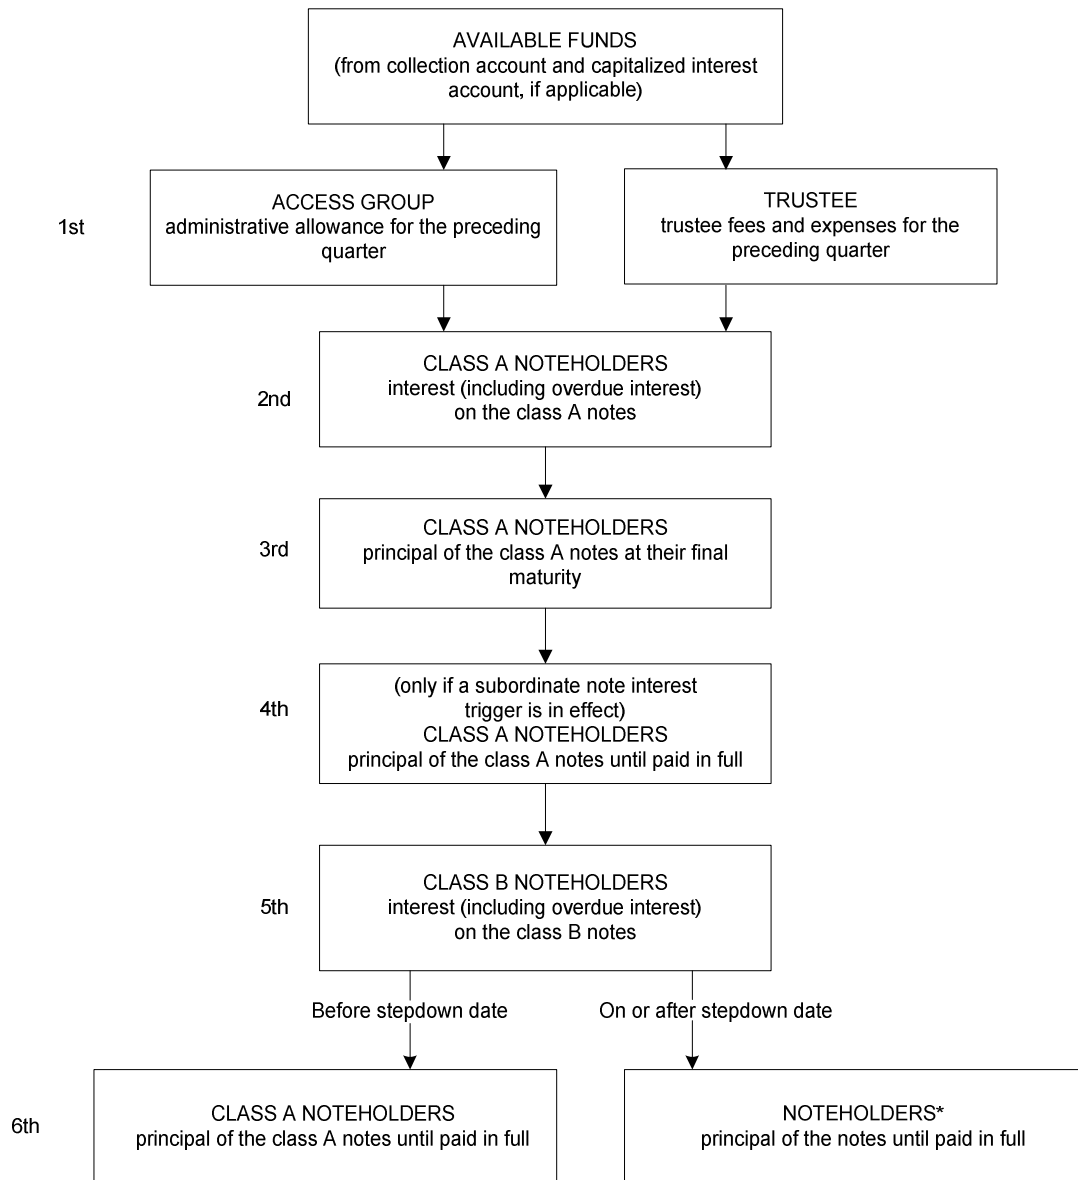 AVAILABLE FUNDS
(from collection account and capitalized interest
account, if applicable)
1st
ACCESS GROUP
administrative allowance for the preceding
quarter
TRUSTEE
trustee fees and expenses for the
preceding quarter
2nd
CLASS A NOTEHOLDERS
interest (including overdue interest)
on the class A notes
3rd
CLASS A NOTEHOLDERS
principal of the class A notes at their final
maturity
4th
(only if a subordinate note interest
trigger is in effect)
CLASS A NOTEHOLDERS
principal of the class A notes until paid in full
5th
CLASS B NOTEHOLDERS
interest (including overdue interest)
on the class B notes
Before stepdown date
On or after stepdown date
6th
CLASS A NOTEHOLDERS
principal of the class A notes until paid in full
NOTEHOLDERS*
principal of the notes until paid in full